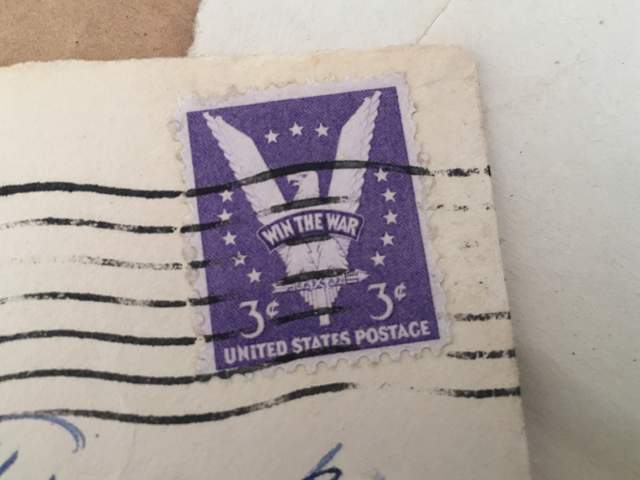 WIN THE WAR
3¢ 3¢
UNITED STATES POSTAGE